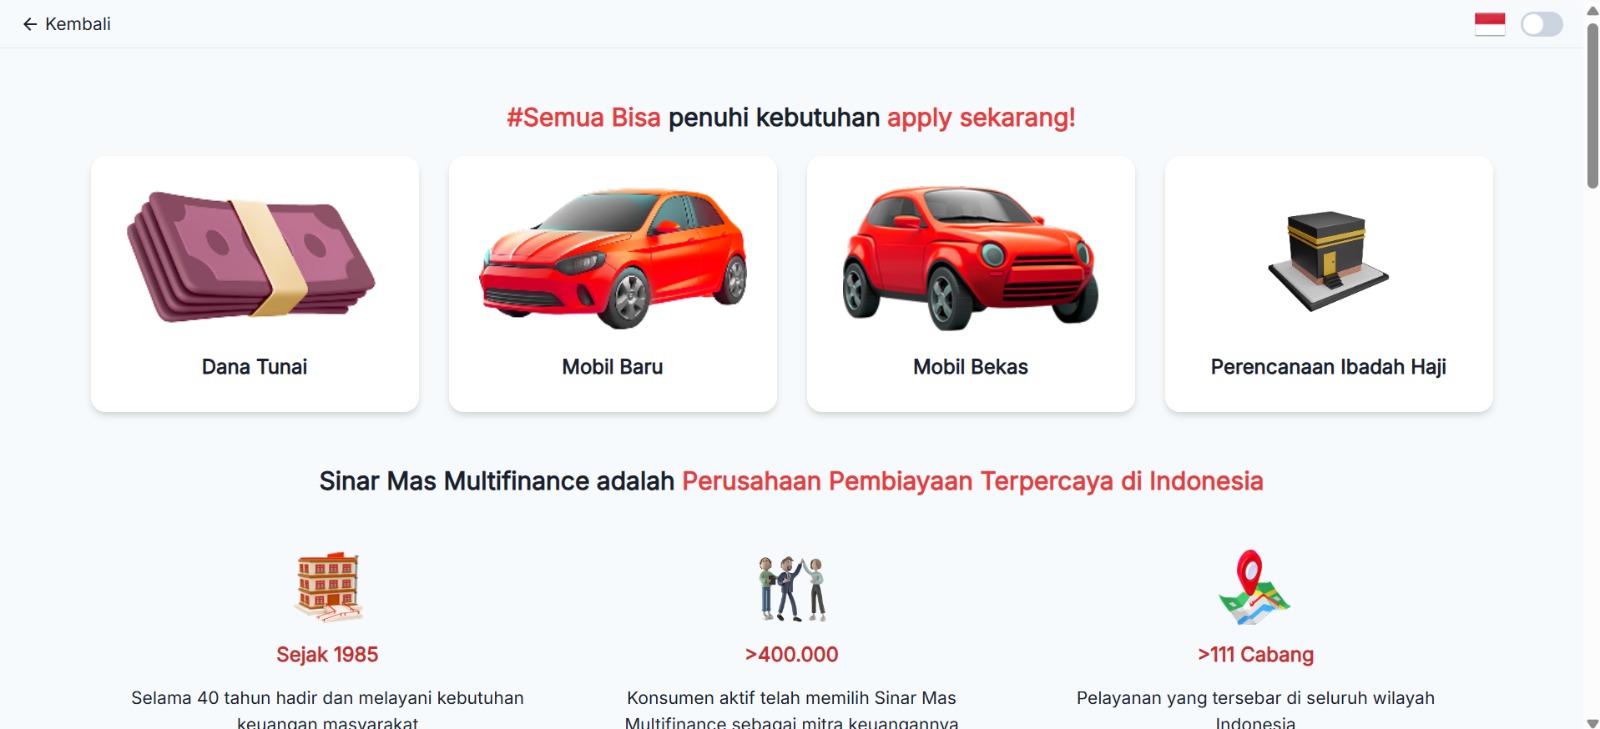 ← Kembali
#Semua Bisa penuhi kebutuhan apply sekarang!
Dana Tunai
Mobil Baru
Mobil Bekas
Perencanaan Ibadah Haji
Sinar Mas Multifinance adalah Perusahaan Pembiayaan Terpercaya di Indonesia
Sejak 1985
Selama 40 tahun hadir dan melayani kebutuhan
keuangan masyarakat
>400.000
Konsumen aktif telah memilih Sinar Mas
Multifinance sebagai mitra keuangannya
>111 Cabang
Pelayanan yang tersebar di seluruh wilayah
Indonesia